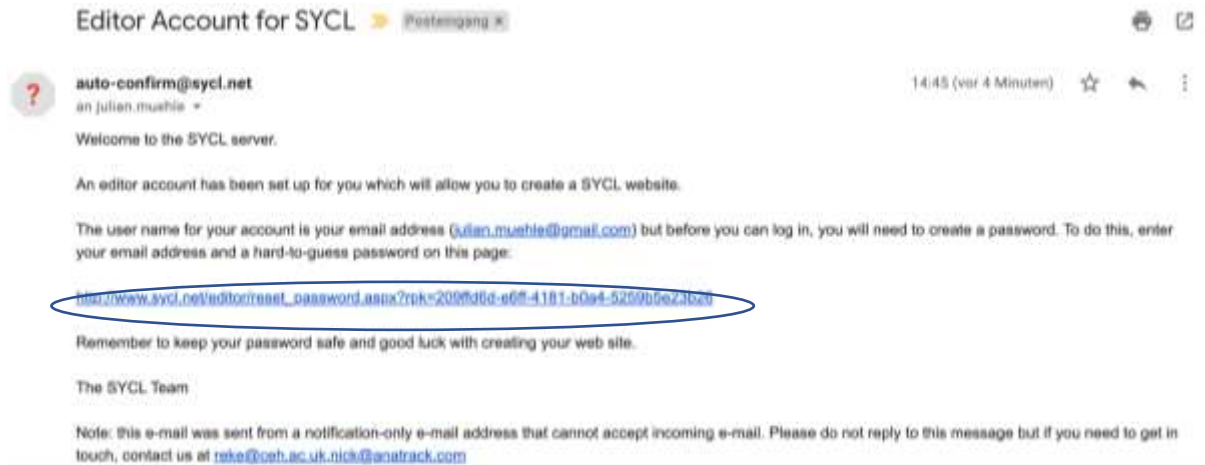 Editor Account for SYCL Posteingang ×
?
auto-confirm@sycl.net 14:45 (vor 4 Minuten)
an julian.muehle
Welcome to the SYCL server.
An editor account has been set up for you which will allow you to create a SYCL website.
The user name for your account is your email address (julian.muehle@gmail.com) but before you can log in, you will need to create a password. To do this, enter
your email address and a hard-to-guess password on this page:
http://www.sycl.net/editor/reset_password.aspx?rpk=209ffd6d-e6ff-4181-b0a4-5259b5e23b26
Remember to keep your password safe and good luck with creating your web site.
The SYCL Team
Note: this e-mail was sent from a notification-only e-mail address that cannot accept incoming e-mail. Please do not reply to this message but if you need to get in
touch, contact us at reke@ceh.ac.uk,nick@anatrack.com